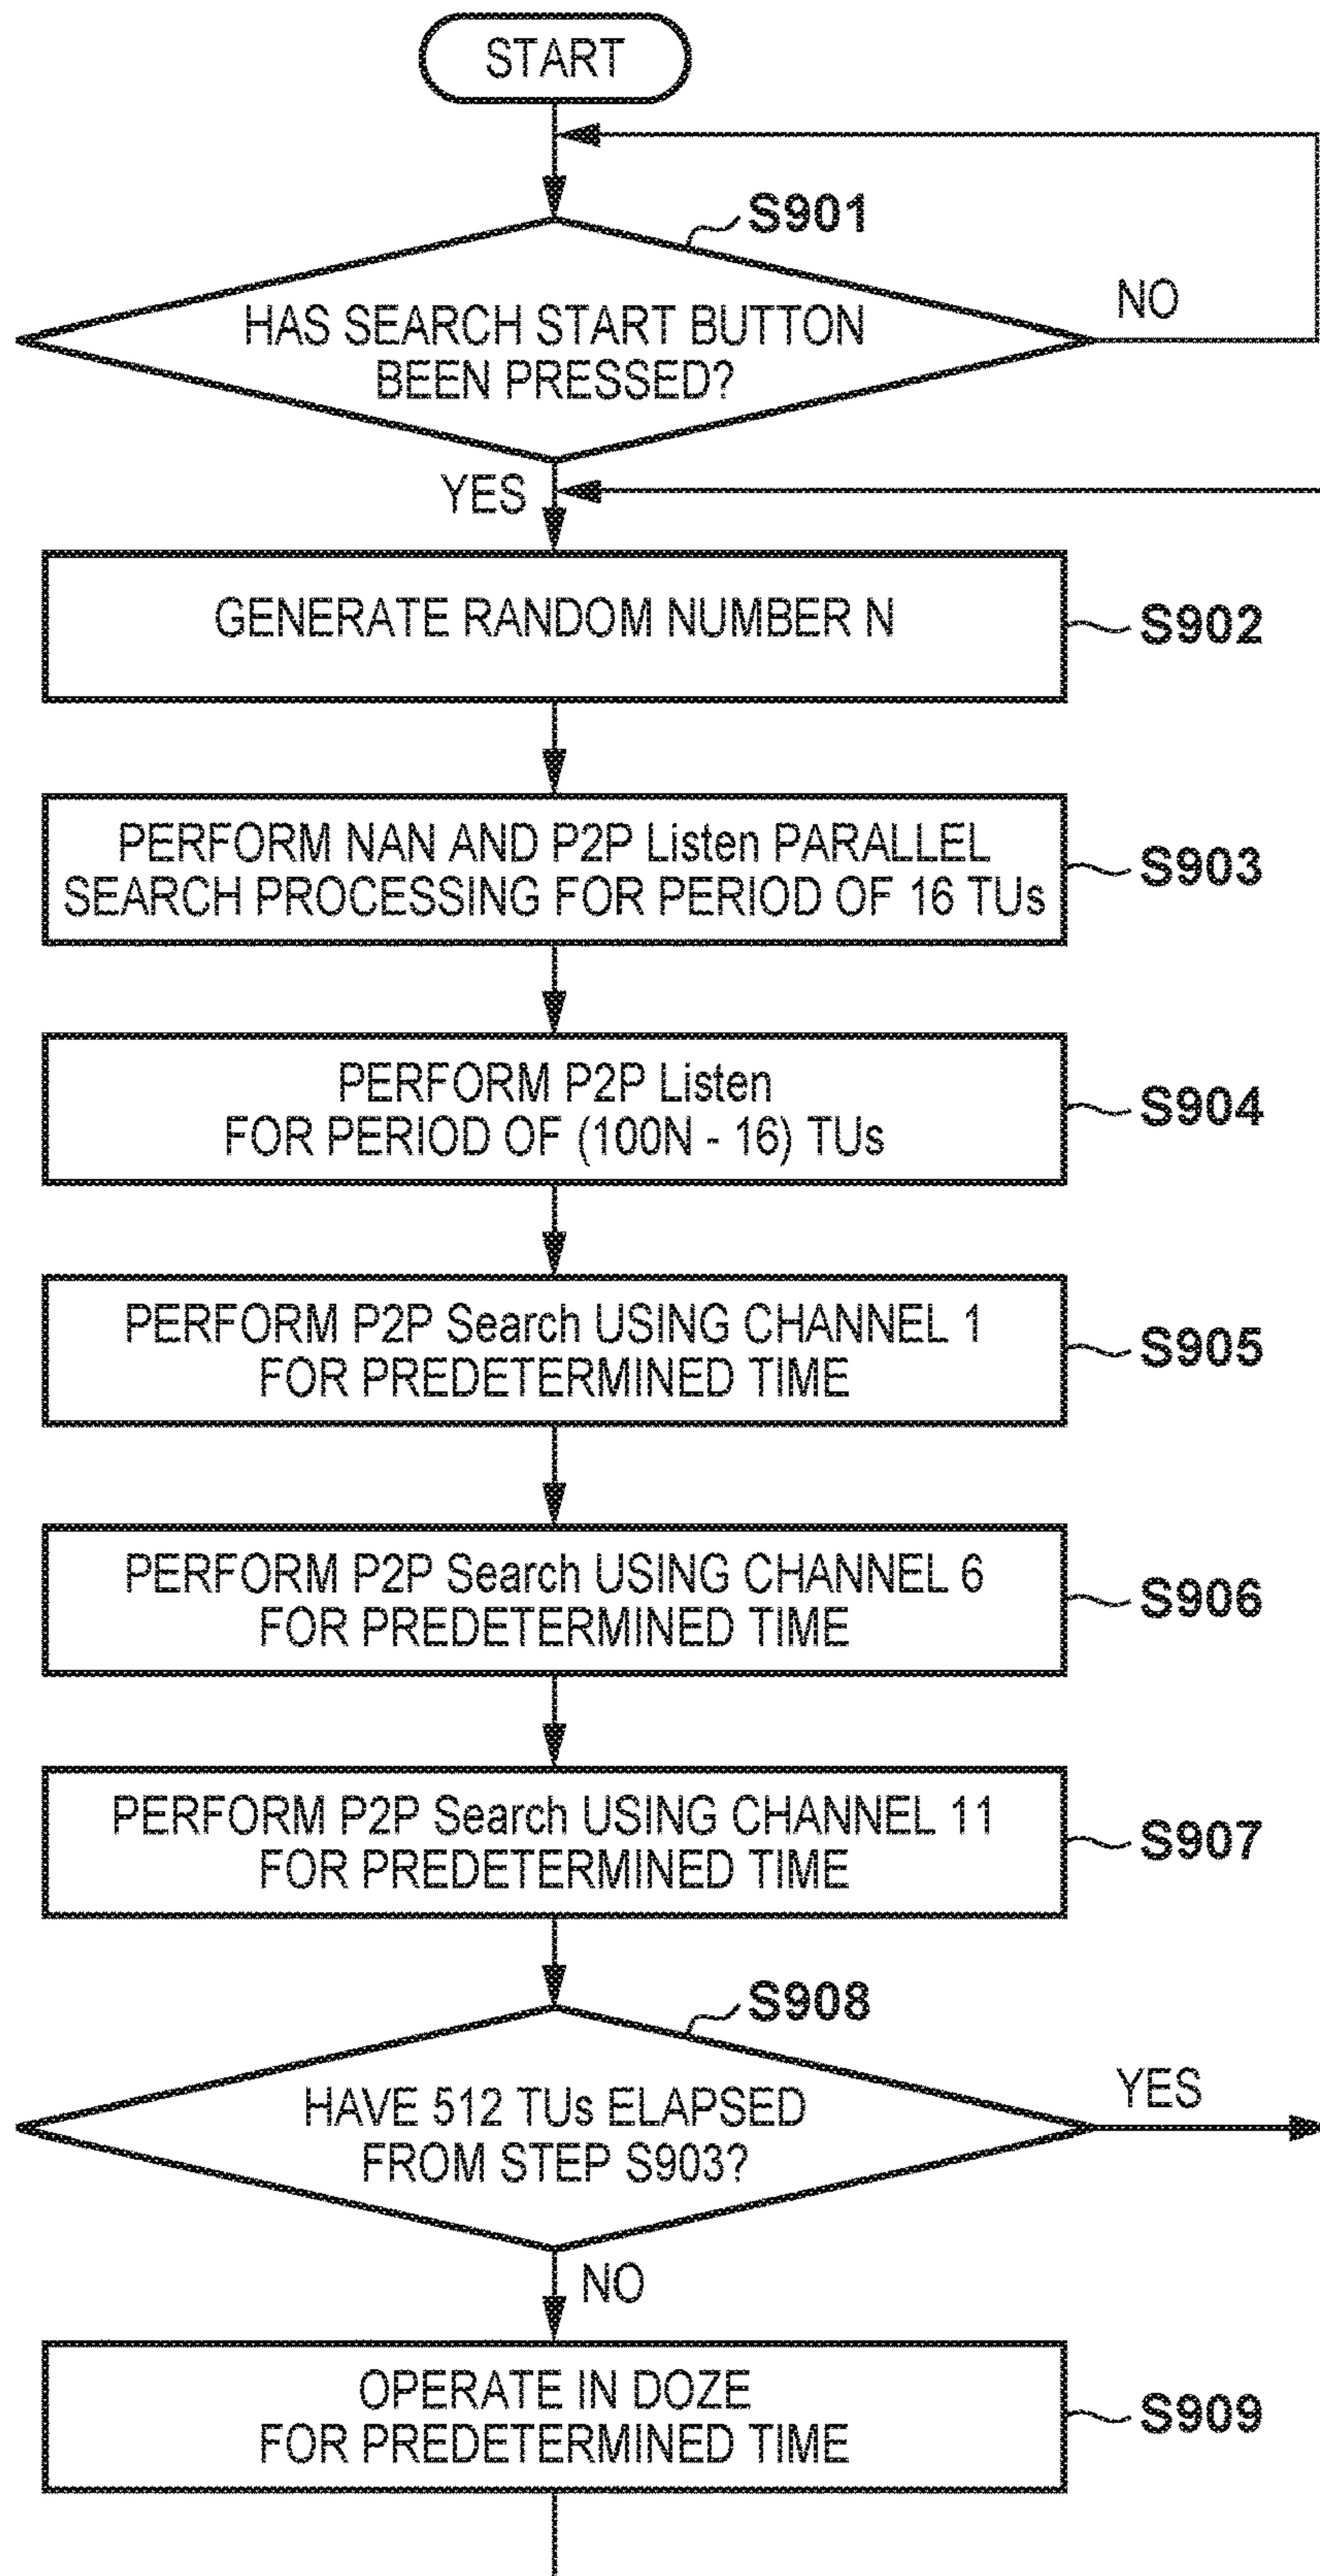 START
S901
HAS SEARCH START BUTTON
BEEN PRESSED?
NO
YES
GENERATE RANDOM NUMBER N
S902
PERFORM NAN AND P2P Listen PARALLEL
SEARCH PROCESSING FOR PERIOD OF 16 TUs
S903
PERFORM P2P Listen
FOR PERIOD OF (100N - 16) TUs
S904
PERFORM P2P Search USING CHANNEL 1
FOR PREDETERMINED TIME
S905
PERFORM P2P Search USING CHANNEL 6
FOR PREDETERMINED TIME
S906
PERFORM P2P Search USING CHANNEL 11
FOR PREDETERMINED TIME
S907
S908
HAVE 512 TUs ELAPSED
FROM STEP S903?
YES
NO
OPERATE IN DOZE
FOR PREDETERMINED TIME
S909